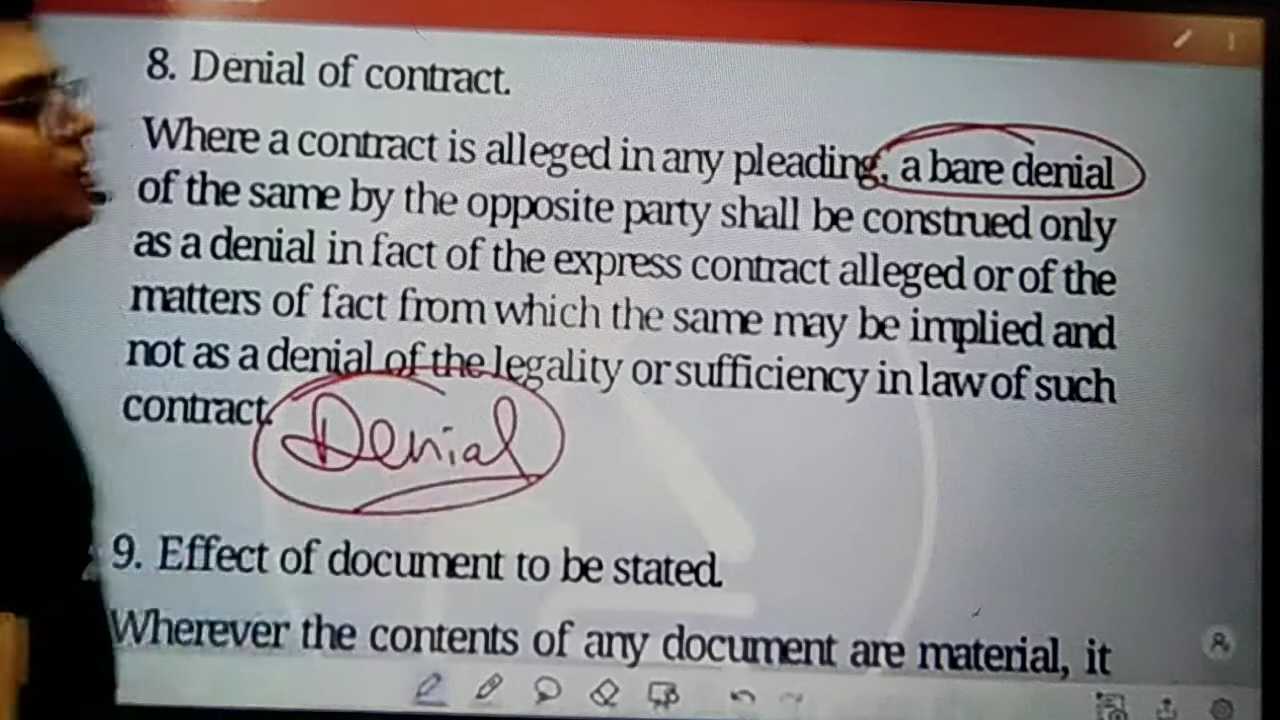 8. Denial of contract.
Where a contract is alleged in any pleading, a bare denial
of the same by the opposite party shall be construed only
as a denial in fact of the express contract alleged or of the
matters of fact from which the same may be implied and
not as a denial of the legality or sufficiency in law of such
contract.
Denial
9. Effect of document to be stated.
Wherever the contents of any document are material, it